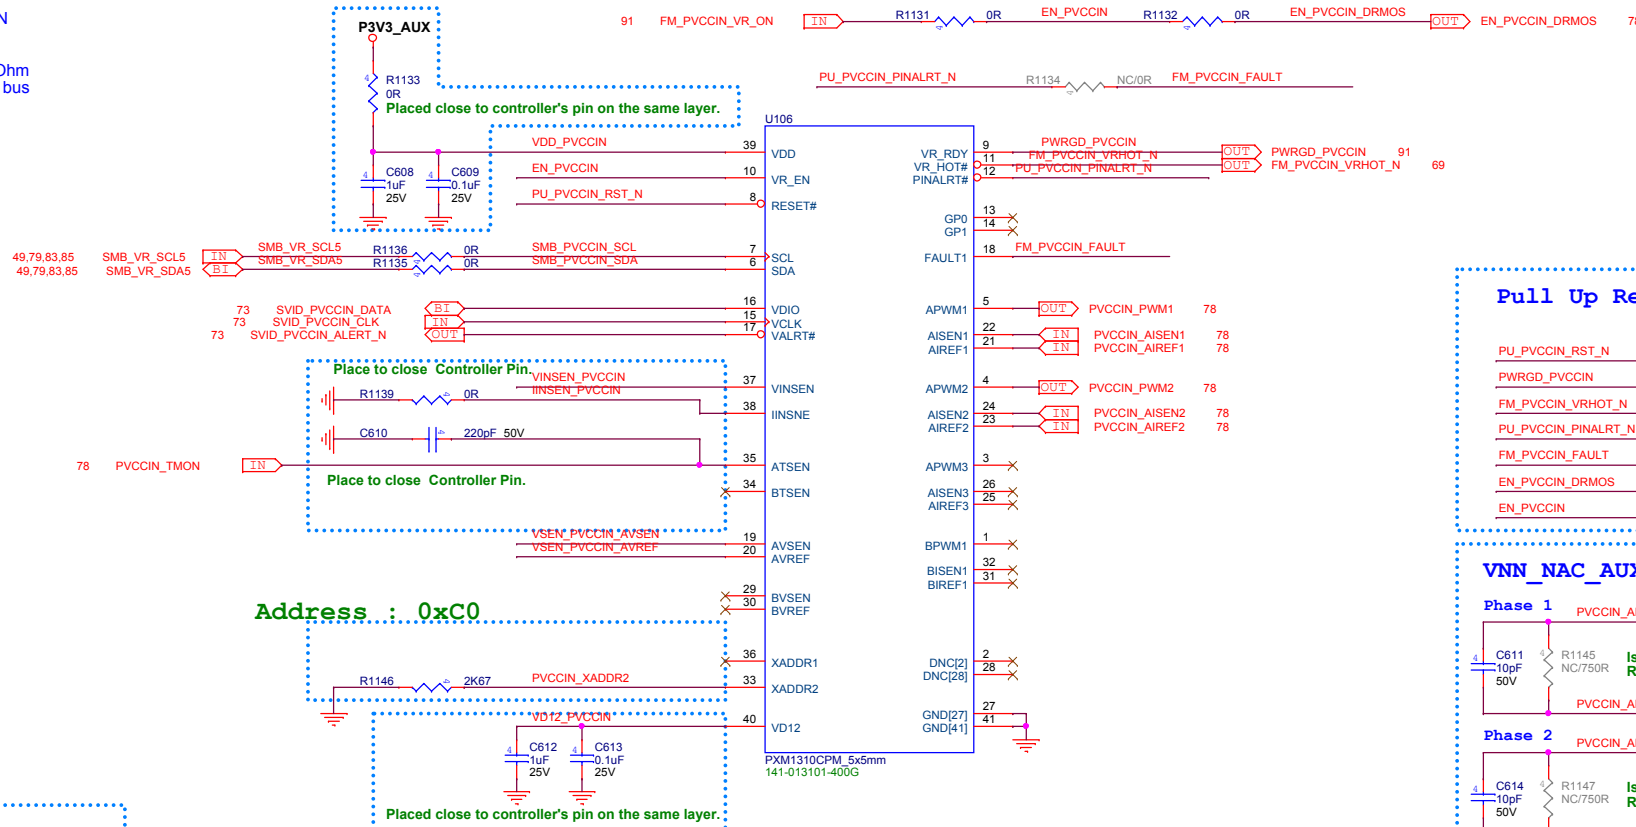 N
Ohm
bus
P3V3_AUX
4
R1133
0R
Placed close to controller's pin on the same layer.
C608
1uF
25V
C609
0.1uF
25V
91 FM_PVCCIN_VR_ON IN R1131 0R EN_PVCCIN R1132 0R EN_PVCCIN_DRMOS OUT EN_PVCCIN_DRMOS 78
PU_PVCCIN_PINALRT_N R1134 NC/0R FM_PVCCIN_FAULT
U106
VDD_PVCCIN 39 VDD
EN_PVCCIN 10 VR_EN
PU_PVCCIN_RST_N 8 RESET#
49,79,83,85 SMB_VR_SCL5 IN SMB_VR_SCL5 R1136 0R SMB_PVCCIN_SCL 7 SCL
49,79,83,85 SMB_VR_SDA5 BI SMB_VR_SDA5 R1135 0R SMB_PVCCIN_SDA 6 SDA
73 SVID_PVCCIN_DATA BI 16 VDIO
73 SVID_PVCCIN_CLK IN 15 VCLK
73 SVID_PVCCIN_ALERT_N OUT 17 VALRT#
Place to close Controller Pin.
VINSEN_PVCCIN 37 VINSEN
R1139 0R IINSEN_PVCCIN 38 IINSNE
C610 220pF 50V
78 PVCCIN_TMON IN 35 ATSEN
Place to close Controller Pin.
34 BTSEN
VSEN_PVCCIN_AVSEN 19 AVSEN
VSEN_PVCCIN_AVREF 20 AVREF
29 BVSEN
30 BVREF
Address : 0xC0
36 XADDR1
R1146 2K67 PVCCIN_XADDR2 33 XADDR2
VD12_PVCCIN 40 VD12
C612
1uF
25V
C613
0.1uF
25V
Placed close to controller's pin on the same layer.
VR_RDY 9 PWRGD_PVCCIN OUT PWRGD_PVCCIN 91
VR_HOT# 11 FM_PVCCIN_VRHOT_N OUT FM_PVCCIN_VRHOT_N 69
PINALRT# 12 PU_PVCCIN_PINALRT_N
GP0 13
GP1 14
FAULT1 18 FM_PVCCIN_FAULT
APWM1 5 OUT PVCCIN_PWM1 78
AISEN1 22 IN PVCCIN_AISEN1 78
AIREF1 21 IN PVCCIN_AIREF1 78
APWM2 4 OUT PVCCIN_PWM2 78
AISEN2 24 IN PVCCIN_AISEN2 78
AIREF2 23 IN PVCCIN_AIREF2 78
APWM3 3
AISEN3 26
AIREF3 25
BPWM1 1
BISEN1 32
BIREF1 31
DNC[2] 2
DNC[28] 28
GND[27] 27
GND[41] 41
PXM1310CPM_5x5mm
141-013101-400G
Pull Up Re
PU_PVCCIN_RST_N
PWRGD_PVCCIN
FM_PVCCIN_VRHOT_N
PU_PVCCIN_PINALRT_N
FM_PVCCIN_FAULT
EN_PVCCIN_DRMOS
EN_PVCCIN
VNN_NAC_AUX
Phase 1 PVCCIN_A
4 C611
10pF
50V
4 R1145
NC/750R
Is
R
PVCCIN_A
Phase 2 PVCCIN_A
4 C614
10pF
50V
4 R1147
NC/750R
Is
R